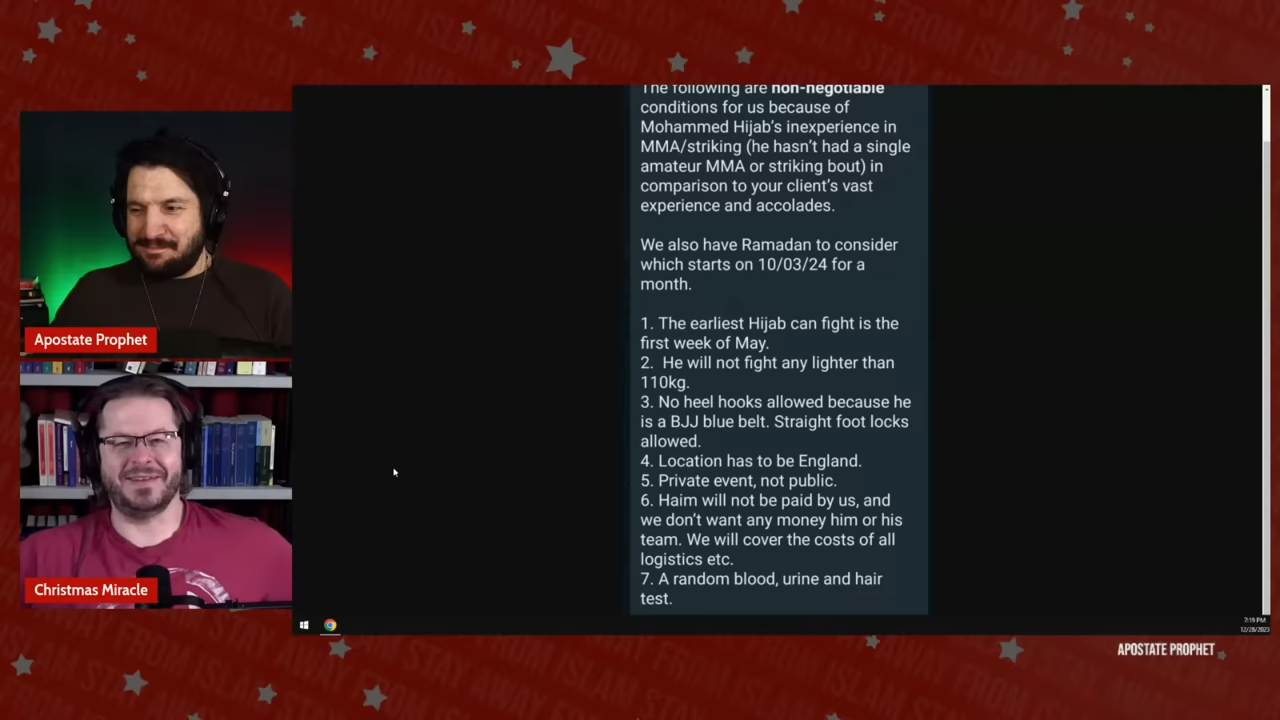 The following are non-negotiable
conditions for us because of
Mohammed Hijab's inexperience in
MMA/striking (he hasn't had a single
amateur MMA or striking bout) in
comparison to your client's vast
experience and accolades.
We also have Ramadan to consider
which starts on 10/03/24 for a
month.
1. The earliest Hijab can fight is the
first week of May.
2. He will not fight any lighter than
110kg.
3. No heel hooks allowed because he
is a BJJ blue belt. Straight foot locks
allowed.
4. Location has to be England.
5. Private event, not public.
6. Haim will not be paid by us, and
we don't want any money him or his
team. We will cover the costs of all
logistics etc.
7. A random blood, urine and hair
test.
Apostate Prophet
Christmas Miracle
7:19 PM
12/28/2023
APOSTATE PROPHET